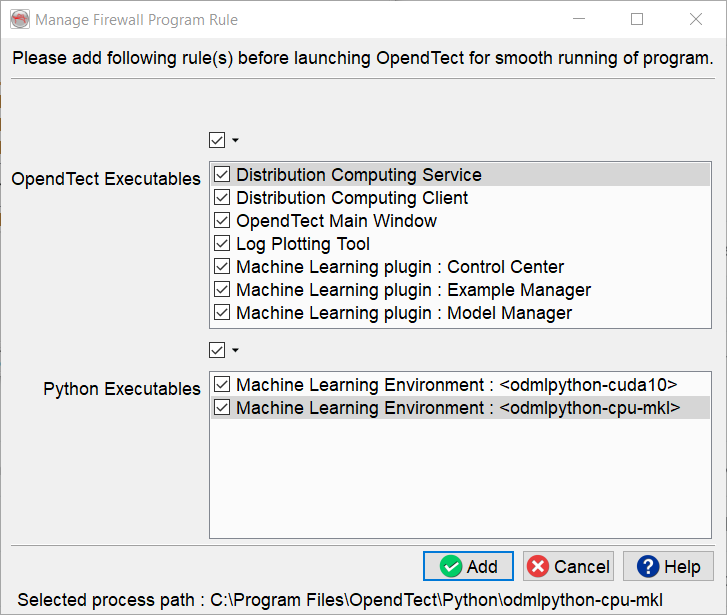 Manage Firewall Program Rule
Please add following rule(s) before launching OpendTect for smooth running of program.
OpendTect Executables
Distribution Computing Service
Distribution Computing Client
OpendTect Main Window
Log Plotting Tool
Machine Learning plugin : Control Center
Machine Learning plugin : Example Manager
Machine Learning plugin : Model Manager
Python Executables
Machine Learning Environment : <odmlpython-cuda10>
Machine Learning Environment : <odmlpython-cpu-mkl>
Add Cancel Help
Selected process path : C:\Program Files\OpendTect\Python\odmlpython-cpu-mkl